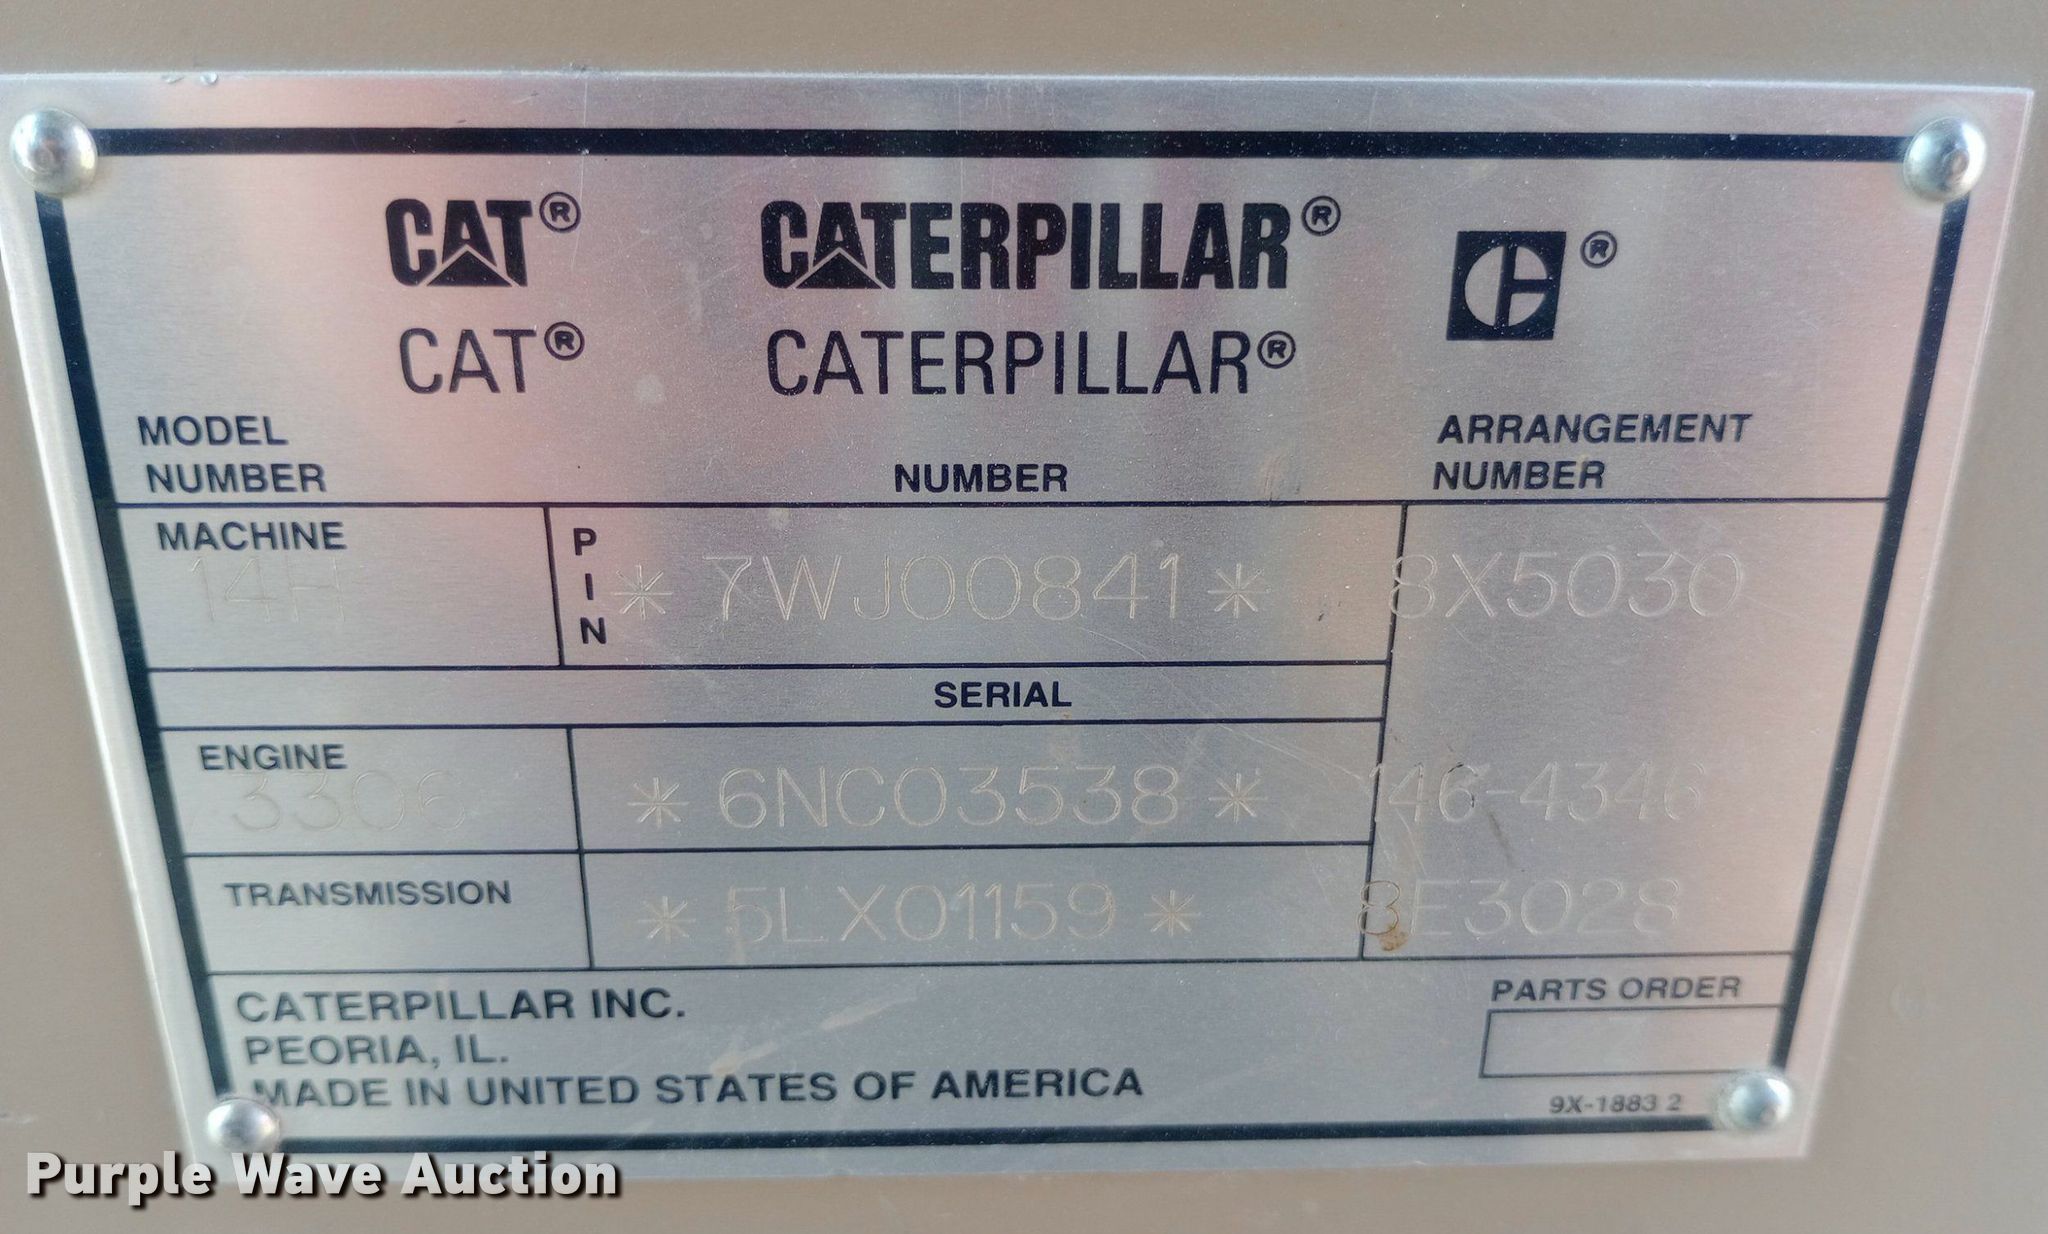 CAT® CATERPILLAR® ®
CAT® CATERPILLAR®
MODEL NUMBER NUMBER ARRANGEMENT NUMBER
MACHINE
14H PIN *7WJ00841* 8X5030
SERIAL
ENGINE
3306 *6NC03538* 146-4346
TRANSMISSION *5LX01159* 8E3028
CATERPILLAR INC.
PEORIA, IL.
MADE IN UNITED STATES OF AMERICA
PARTS ORDER
9X-1883 2
Purple Wave Auction